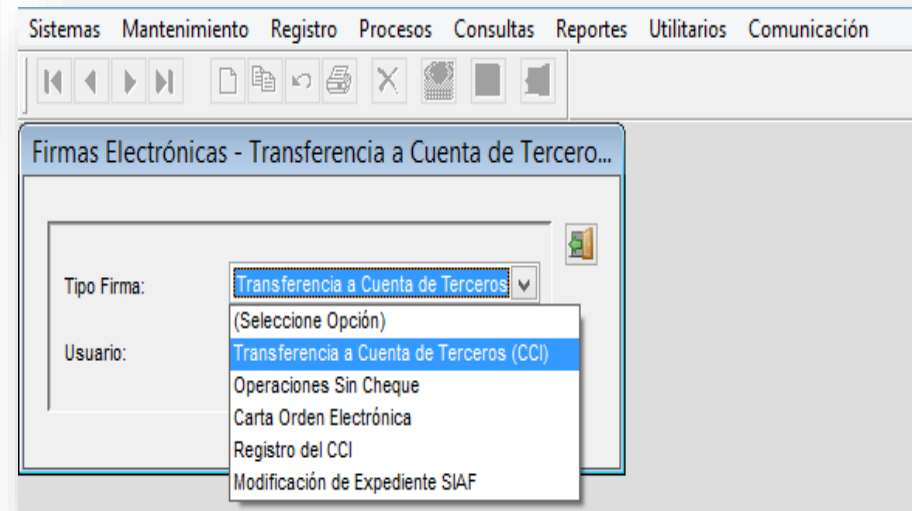 Sistemas Mantenimiento Registro Procesos Consultas Reportes Utilitarios Comunicación
Firmas Electrónicas - Transferencia a Cuenta de Tercero...
Tipo Firma: Transferencia a Cuenta de Terceros
(Seleccione Opción)
Usuario: Transferencia a Cuenta de Terceros (CCI)
Operaciones Sin Cheque
Carta Orden Electrónica
Registro del CCI
Modificación de Expediente SIAF